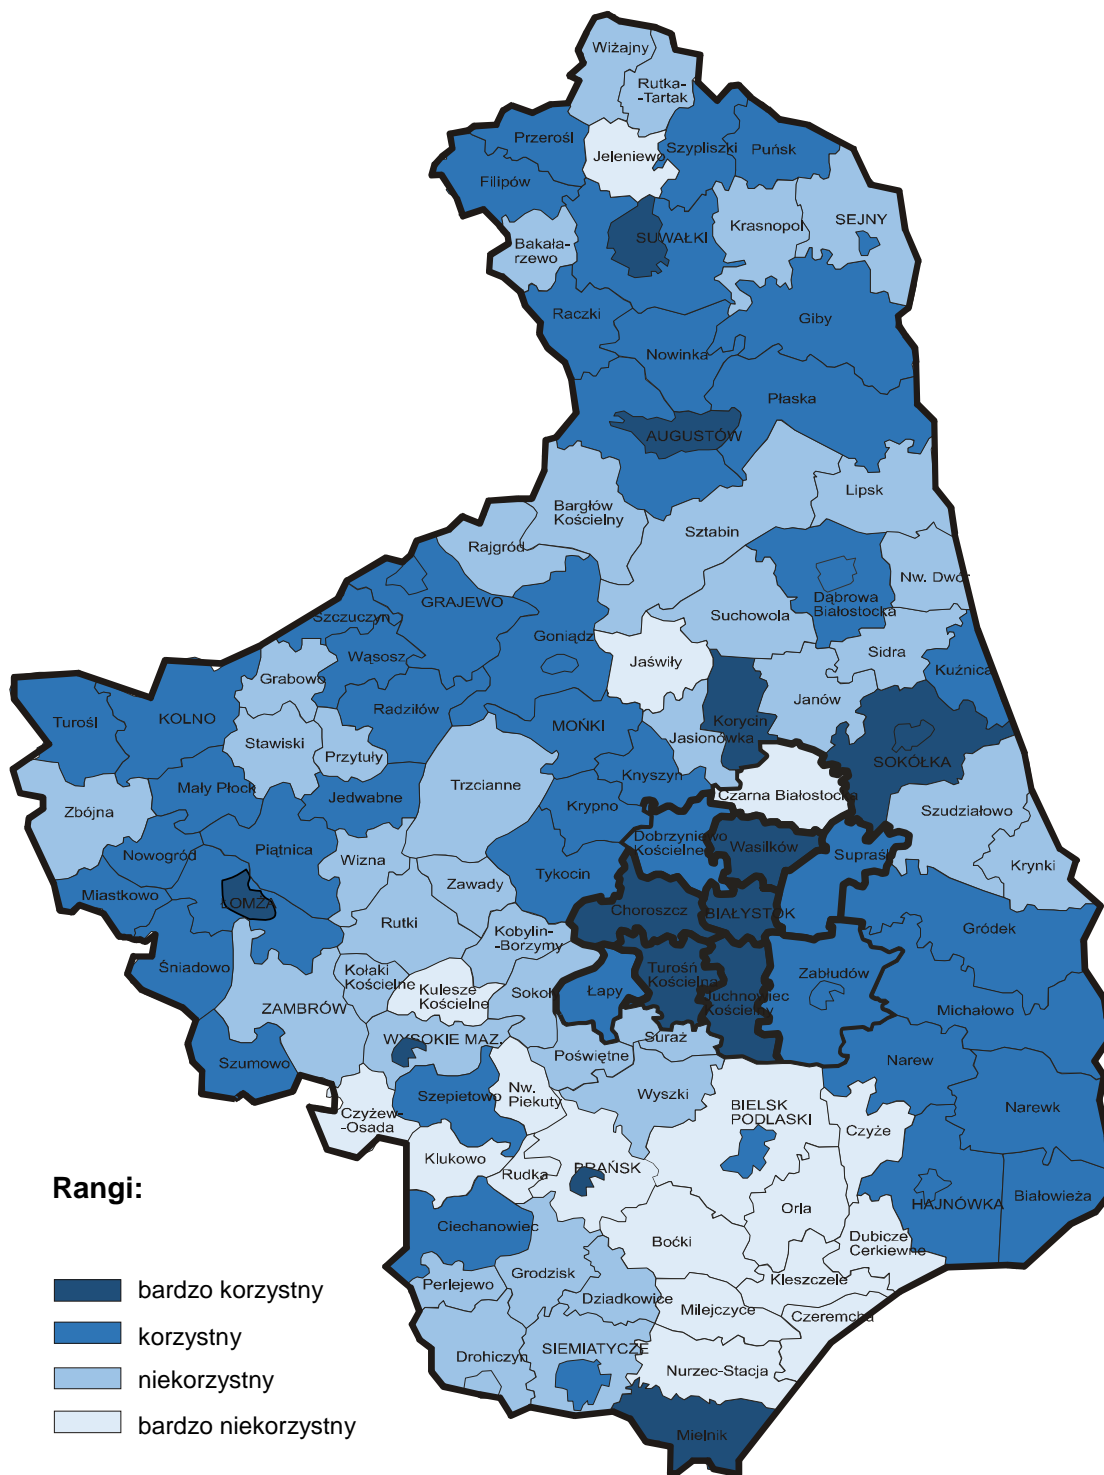 Wiżajny
Rutka-
-Tartak
Przerośl
Jeleniewo
Szypliszki
Puńsk
Filipów
SEJNY
Krasnopol
SUWAŁKI
Bakała-
rzewo
Raczki
Giby
Nowinka
Płaska
AUGUSTÓW
Lipsk
Bargłów
Kościelny
Sztabin
Rajgród
Nw. Dwór
GRAJEWO
Dąbrowa
Białostocka
Szczuczyn
Suchowola
Goniądz
Wąsosz
Sidra
Jaświły
Kuźnica
Grabowo
Janów
Radziłów
Turośl
KOLNO
Korycin
MOŃKI
Jasionówka
Stawiski
Przytuły
SOKÓŁKA
Knyszyn
Trzcianne
Mały Płock
Jedwabne
Czarna Białostocka
Krypno
Zbójna
Szudziałowo
Dobrzyniewo
Kościelne
Wasilków
Supraśl
Piątnica
Nowogród
Wizna
Krynki
Tykocin
Zawady
Miastkowo
ŁOMŻA
Choroszcz
BIAŁYSTOK
Rutki
Gródek
Kobylin-
-Borzymy
Śniadowo
Kołaki
Kościelne
Turośń
Kościelna
Zabłudów
Kulesze
Kościelne
Sokoły
Łapy
Juchnowiec
Kościelny
ZAMBRÓW
Michałowo
WYSOKIE MAZ.
Suraż
Poświętne
Szumowo
Narew
Nw.
Piekuty
Szepietowo
Wyszki
BIELSK
PODLASKI
Narewk
Czyżew-
-Osada
Czyże
Klukowo
Rudka
BRAŃSK
Białowieża
HAJNÓWKA
Orla
Ciechanowiec
Dubicze
Cerkiewne
Boćki
Grodzisk
Kleszczele
Perlejewo
Dziadkowice
Milejczyce
Czeremcha
SIEMIATYCZE
Drohiczyn
Nurzec-Stacja
Mielnik
Rangi:
bardzo korzystny
korzystny
niekorzystny
bardzo niekorzystny